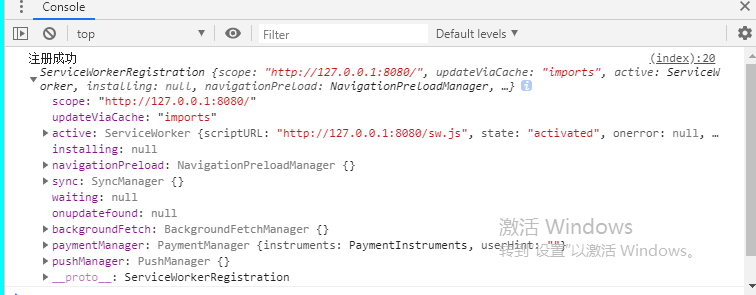 Console
top
Filter
Default levels
注册成功
(index):20
ServiceWorkerRegistration {scope: "http://127.0.0.1:8080/", updateViaCache: "imports", active: ServiceW
orker, installing: null, navigationPreload: NavigationPreloadManager, …}
scope: "http://127.0.0.1:8080/"
updateViaCache: "imports"
active: ServiceWorker {scriptURL: "http://127.0.0.1:8080/sw.js", state: "activated", onerror: null, …
installing: null
navigationPreload: NavigationPreloadManager {}
sync: SyncManager {}
waiting: null
onupdatefound: null
backgroundFetch: BackgroundFetchManager {}
paymentManager: PaymentManager {instruments: PaymentInstruments, userHint: ""}
pushManager: PushManager {}
__proto__: ServiceWorkerRegistration
激活 Windows
转到"设置"以激活 Windows。